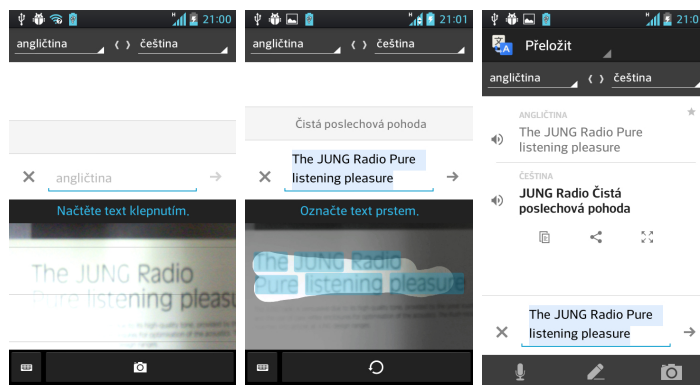 21:00
angličtina
čeština
angličtina
Načtěte text klepnutím.
The JUNG Radio
Pure listening pleasu
21:01
angličtina
čeština
Čistá poslechová pohoda
The JUNG Radio Pure
listening pleasure
Označte text prstem.
The JUNG Radio
Pure listening pleasure
21:0
Přeložit
angličtina
čeština
ANGLIČTINA
The JUNG Radio Pure
listening pleasure
ČEŠTINA
JUNG Radio Čistá
poslechová pohoda
The JUNG Radio Pure
listening pleasure